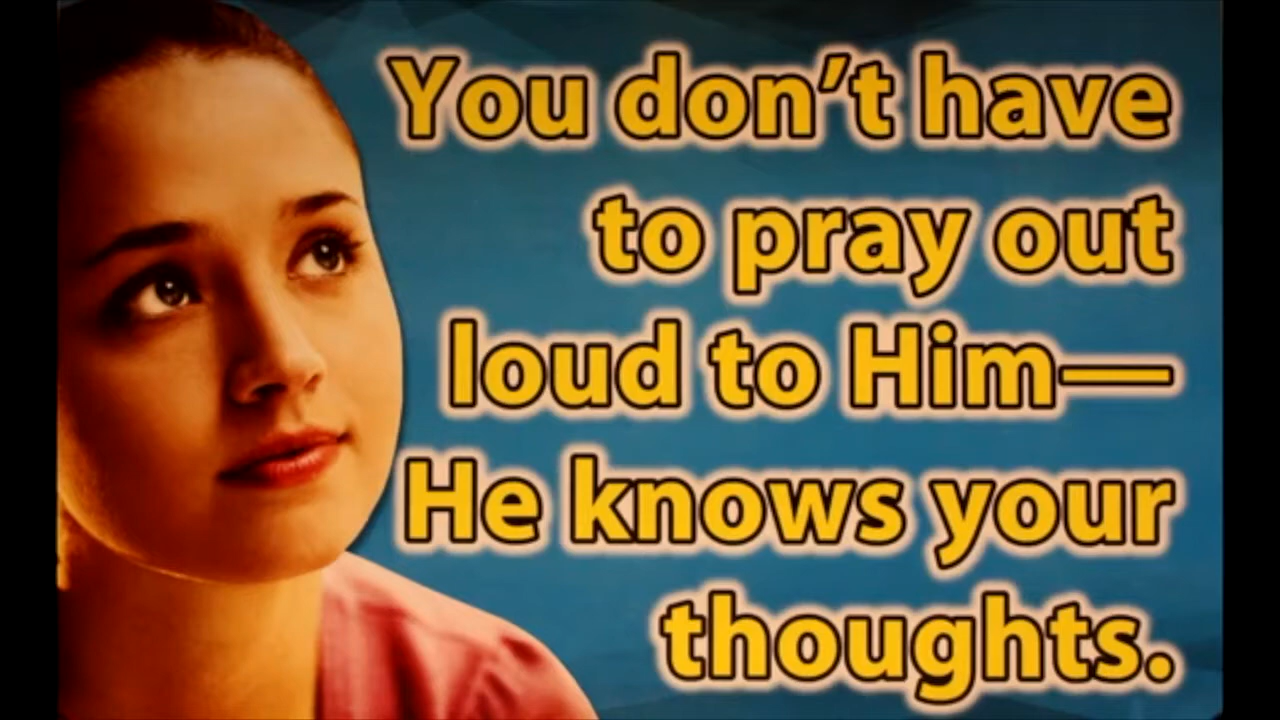 You don’t have
to pray out
loud to Him—
He knows your
thoughts.